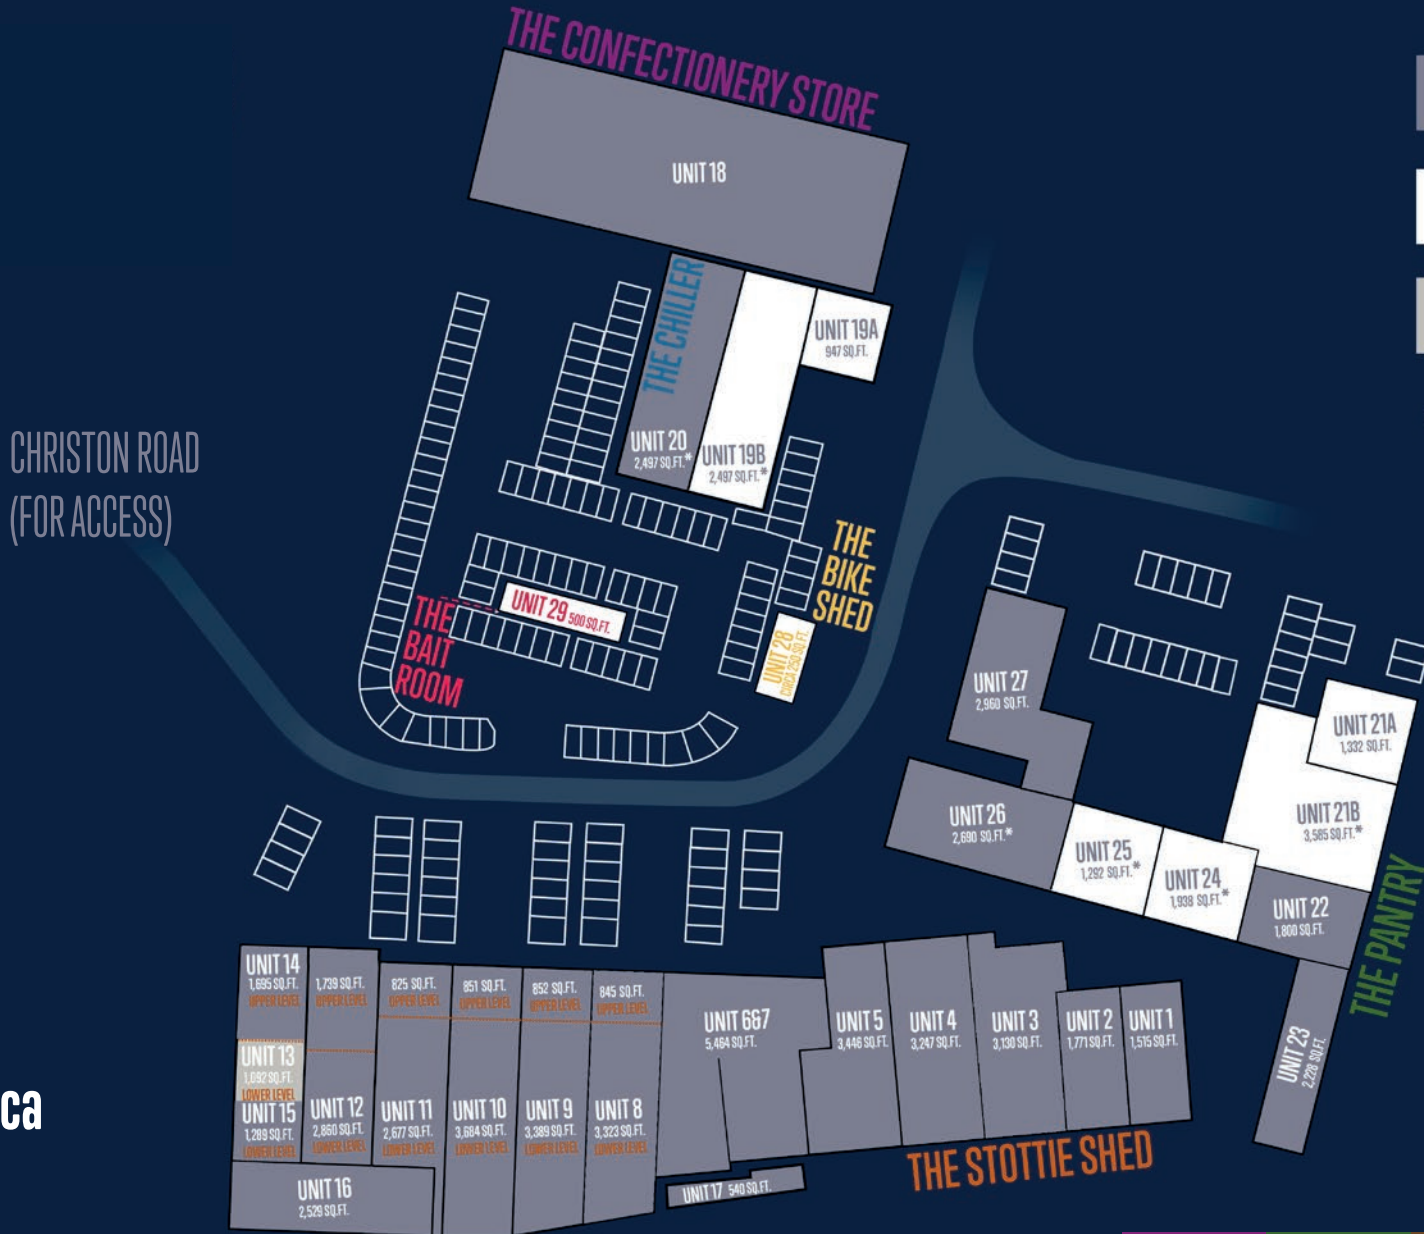 THE CONFECTIONERY STORE
UNIT 18
THE CHILLER
UNIT 19A
947 SQ.FT.
UNIT 20
2,497 SQ.FT.*
UNIT 19B
2,497 SQ.FT.*
CHRISTON ROAD
(FOR ACCESS)
THE
BIKE
SHED
UNIT 28
CIRCA 250 SQ.FT.
UNIT 29 500 SQ.FT.
THE
BAIT
ROOM
UNIT 27
2,960 SQ.FT.
UNIT 21A
1,332 SQ.FT.
UNIT 26
2,690 SQ.FT.*
UNIT 21B
3,585 SQ.FT.*
UNIT 25
1,292 SQ.FT.*
UNIT 24
1,938 SQ.FT.*
UNIT 22
1,800 SQ.FT.
THE PANTRY
UNIT 23
2,228 SQ.FT.
UNIT 14
1,695 SQ.FT.
UPPER LEVEL
1,739 SQ.FT.
UPPER LEVEL
825 SQ.FT.
UPPER LEVEL
851 SQ.FT.
UPPER LEVEL
852 SQ.FT.
UPPER LEVEL
845 SQ.FT.
UPPER LEVEL
UNIT 6&7
5,464 SQ.FT.
UNIT 5
3,446 SQ.FT.
UNIT 4
3,247 SQ.FT.
UNIT 3
3,130 SQ.FT.
UNIT 2
1,771 SQ.FT.
UNIT 1
1,515 SQ.FT.
UNIT 13
1,692 SQ.FT.
LOWER LEVEL
UNIT 15
1,289 SQ.FT.
LOWER LEVEL
UNIT 12
2,860 SQ.FT.
LOWER LEVEL
UNIT 11
2,677 SQ.FT.
LOWER LEVEL
UNIT 10
3,684 SQ.FT.
LOWER LEVEL
UNIT 9
3,389 SQ.FT.
LOWER LEVEL
UNIT 8
3,323 SQ.FT.
LOWER LEVEL
ca
THE STOTTIE SHED
UNIT 16
2,529 SQ.FT.
UNIT 17 540 SQ.FT.